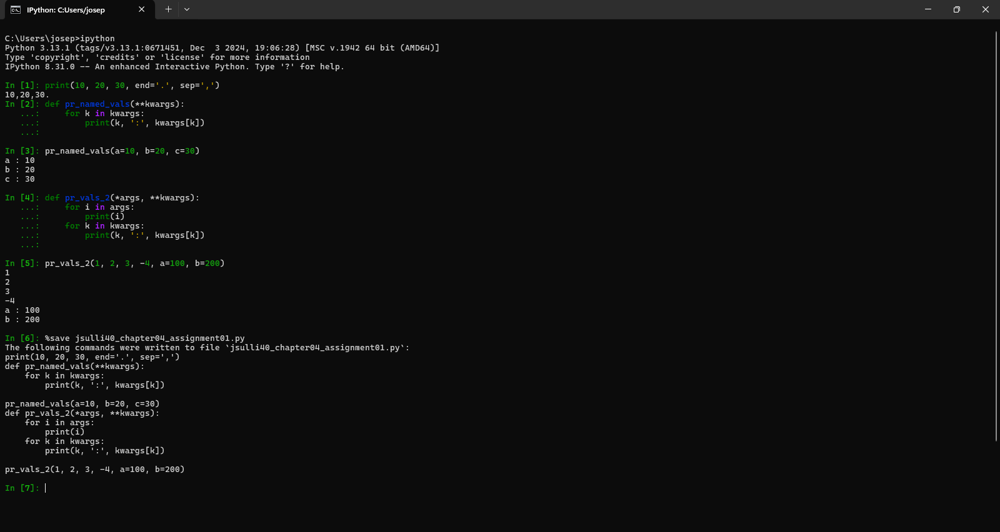 IPython: C:Users/josep
C:\Users\josep>ipython
Python 3.13.1 (tags/v3.13.1:0671451, Dec  3 2024, 19:06:28) [MSC v.1942 64 bit (AMD64)]
Type 'copyright', 'credits' or 'license' for more information
IPython 8.31.0 -- An enhanced Interactive Python. Type '?' for help.
In [1]: print(10, 20, 30, end='.', sep=',')
10,20,30.
In [2]: def pr_named_vals(**kwargs):
   ...:     for k in kwargs:
   ...:         print(k, ':', kwargs[k])
   ...:
In [3]: pr_named_vals(a=10, b=20, c=30)
a : 10
b : 20
c : 30
In [4]: def pr_vals_2(*args, **kwargs):
   ...:     for i in args:
   ...:         print(i)
   ...:     for k in kwargs:
   ...:         print(k, ':', kwargs[k])
   ...:
In [5]: pr_vals_2(1, 2, 3, -4, a=100, b=200)
1
2
3
-4
a : 100
b : 200
In [6]: %save jsulli40_chapter04_assignment01.py
The following commands were written to file `jsulli40_chapter04_assignment01.py`:
print(10, 20, 30, end='.', sep=',')
def pr_named_vals(**kwargs):
    for k in kwargs:
        print(k, ':', kwargs[k])
pr_named_vals(a=10, b=20, c=30)
def pr_vals_2(*args, **kwargs):
    for i in args:
        print(i)
    for k in kwargs:
        print(k, ':', kwargs[k])
pr_vals_2(1, 2, 3, -4, a=100, b=200)
In [7]: